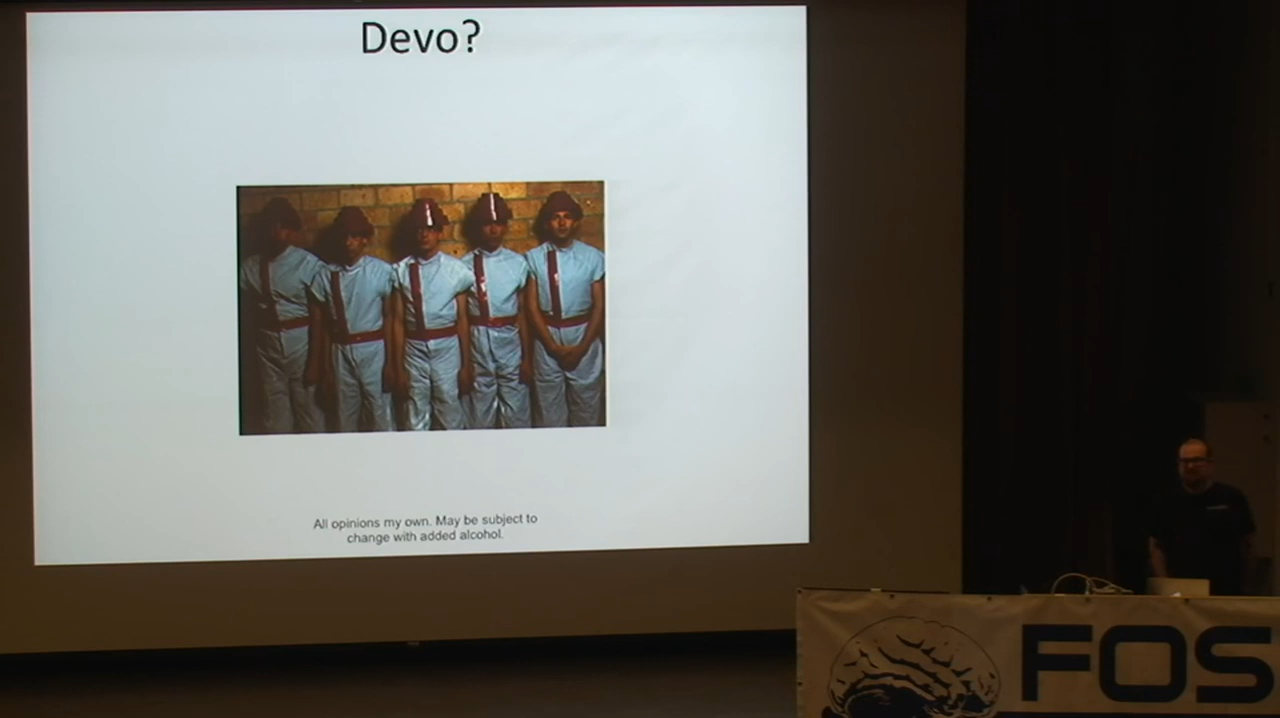 Devo?
All opinions my own. May be subject to
change with added alcohol.
FOS